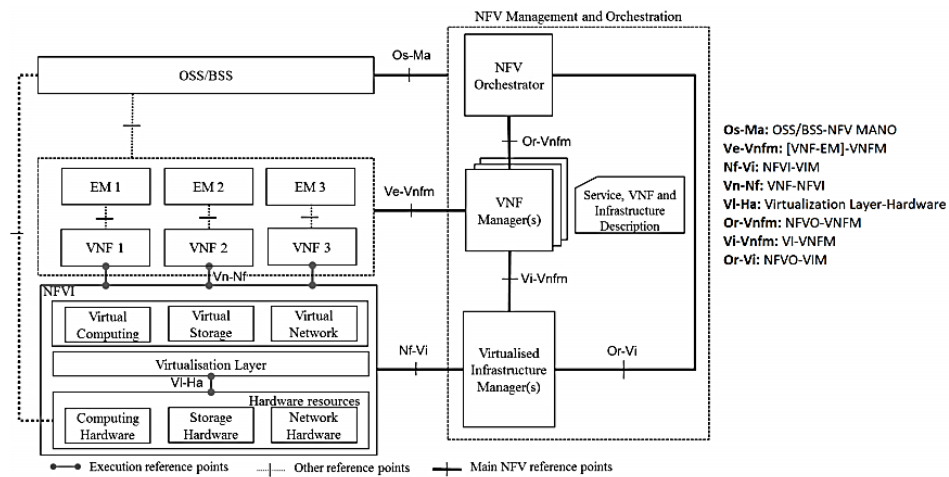 NFV Management and Orchestration
Os-Ma
OSS/BSS
NFV
Orchestrator
Or-Vnfm
EM 1
EM 2
EM 3
Ve-Vnfm
VNF
Manager(s)
Service, VNF and
Infrastructure
Description
VNF 1
VNF 2
VNF 3
Vn-Nf
Vi-Vnfm
NFVI
Virtual
Computing
Virtual
Storage
Virtual
Network
Virtualisation Layer
Nf-Vi
Virtualised
Infrastructure
Manager(s)
Or-Vi
Vl-Ha
Hardware resources
Computing
Hardware
Storage
Hardware
Network
Hardware
Execution reference points
Other reference points
Main NFV reference points
Os-Ma: OSS/BSS-NFV MANO
Ve-Vnfm: [VNF-EM]-VNFM
Nf-Vi: NFVI-VIM
Vn-Nf: VNF-NFVI
Vl-Ha: Virtualization Layer-Hardware
Or-Vnfm: NFVO-VNFM
Vi-Vnfm: VI-VNFM
Or-Vi: NFVO-VIM